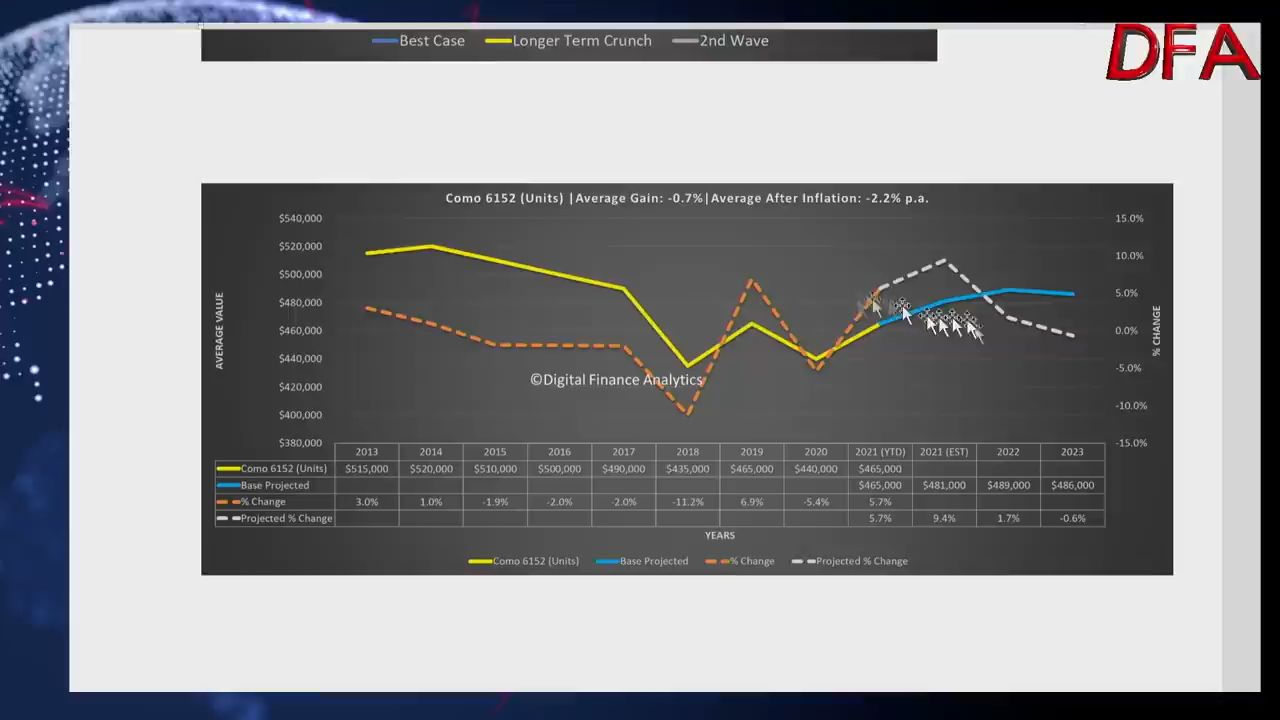 DFA
Best Case Longer Term Crunch 2nd Wave
Como 6152 (Units) |Average Gain: -0.7%|Average After Inflation: -2.2% p.a.
$540,000
$520,000
$500,000
$480,000
$460,000
$440,000
$420,000
$400,000
$380,000
AVERAGE VALUE
15.0%
10.0%
5.0%
0.0%
-5.0%
-10.0%
-15.0%
% CHANGE
©Digital Finance Analytics
2013 2014 2015 2016 2017 2018 2019 2020 2021 (YTD) 2021 (EST) 2022 2023
Como 6152 (Units) $515,000 $520,000 $510,000 $500,000 $490,000 $435,000 $465,000 $440,000 $465,000
Base Projected $465,000 $481,000 $489,000 $486,000
% Change 3.0% 1.0% -1.9% -2.0% -2.0% -11.2% 6.9% -5.4% 5.7%
Projected % Change 5.7% 9.4% 1.7% -0.6%
YEARS
Como 6152 (Units) Base Projected % Change Projected % Change